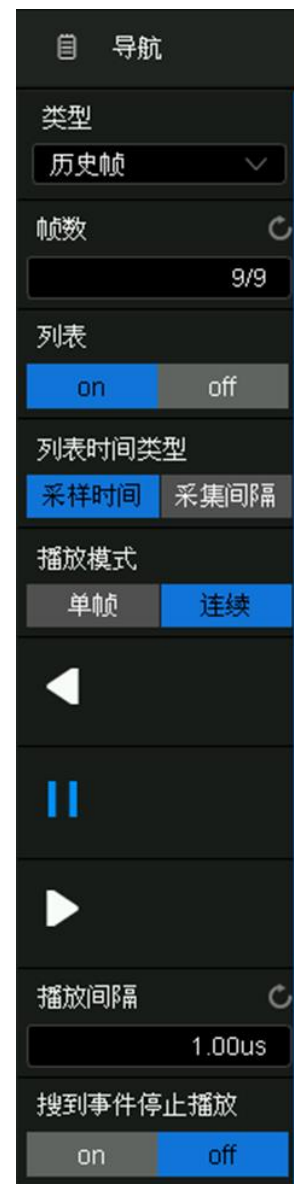 导航
类型
历史帧
帧数
9/9
列表
on off
列表时间类型
采样时间 采集间隔
播放模式
单帧 连续
播放间隔
1.00us
搜到事件停止播放
on off